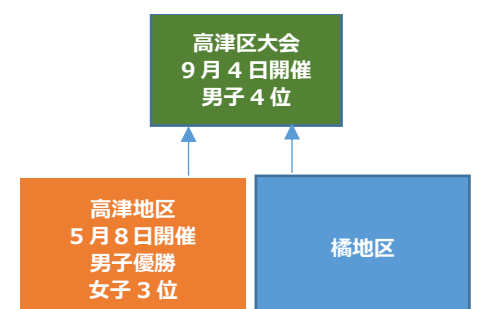 高津区大会
９月４日開催
男子４位
高津地区
５月８日開催
男子優勝
女子３位
橘地区